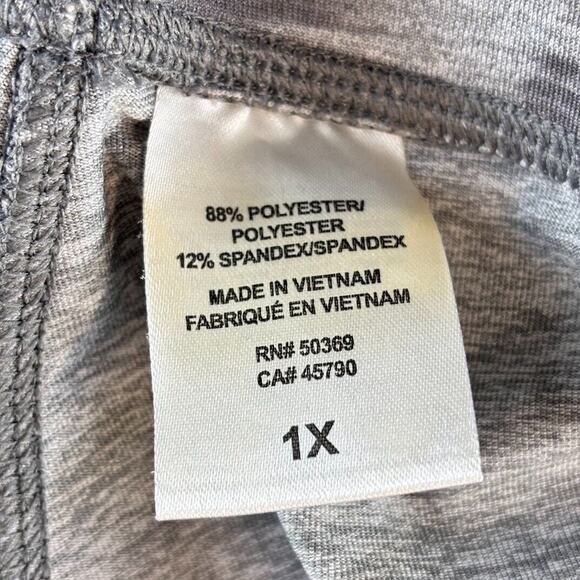 88% POLYESTER/
POLYESTER
12% SPANDEX/SPANDEX
MADE IN VIETNAM
FABRIQUÉ EN VIETNAM
RN# 50369
CA# 45790
1X